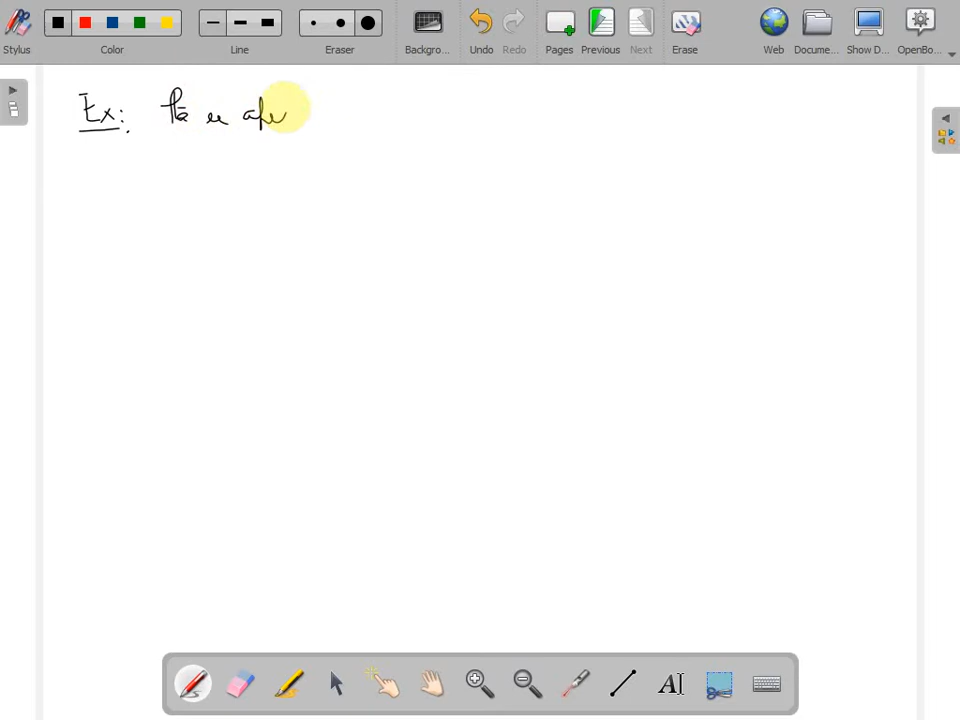 Stylus
Color
Line
Eraser
Backgro...
Undo
Redo
Pages
Previous
Next
Erase
Web
Docume...
Show D...
OpenBo...
Ex: